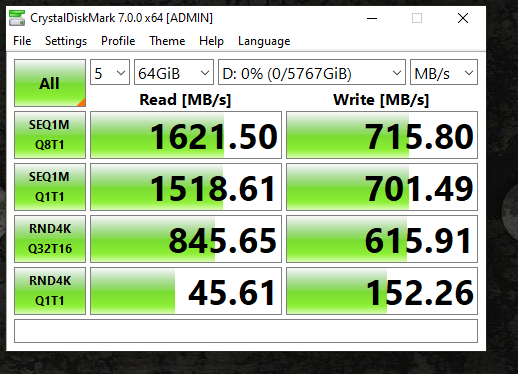 CrystalDiskMark 7.0.0 x64 [ADMIN]
File Settings Profile Theme Help Language
All 5 64GiB D: 0% (0/5767GiB) MB/s
Read [MB/s] Write [MB/s]
SEQ1M
Q8T1
1621.50 715.80
SEQ1M
Q1T1
1518.61 701.49
RND4K
Q32T16
845.65 615.91
RND4K
Q1T1
45.61 152.26